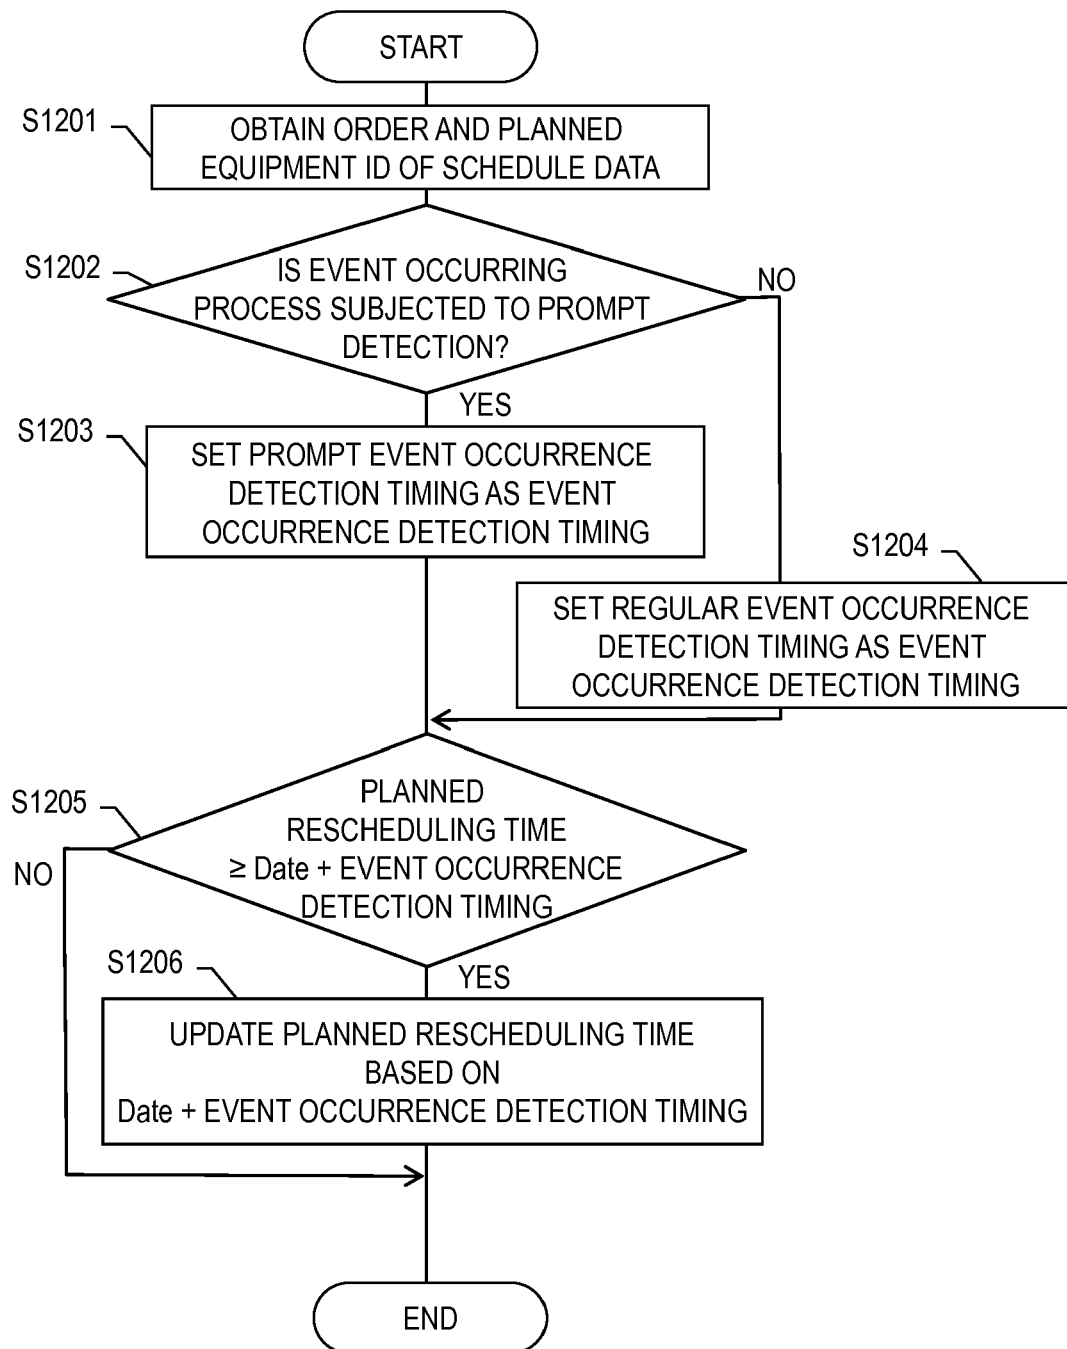 START
S1201
OBTAIN ORDER AND PLANNED
EQUIPMENT ID OF SCHEDULE DATA
S1202
IS EVENT OCCURRING
PROCESS SUBJECTED TO PROMPT
DETECTION?
NO
YES
S1203
SET PROMPT EVENT OCCURRENCE
DETECTION TIMING AS EVENT
OCCURRENCE DETECTION TIMING
S1204
SET REGULAR EVENT OCCURRENCE
DETECTION TIMING AS EVENT
OCCURRENCE DETECTION TIMING
S1205
PLANNED
RESCHEDULING TIME
≥ Date + EVENT OCCURRENCE
DETECTION TIMING
NO
YES
S1206
UPDATE PLANNED RESCHEDULING TIME
BASED ON
Date + EVENT OCCURRENCE DETECTION TIMING
END